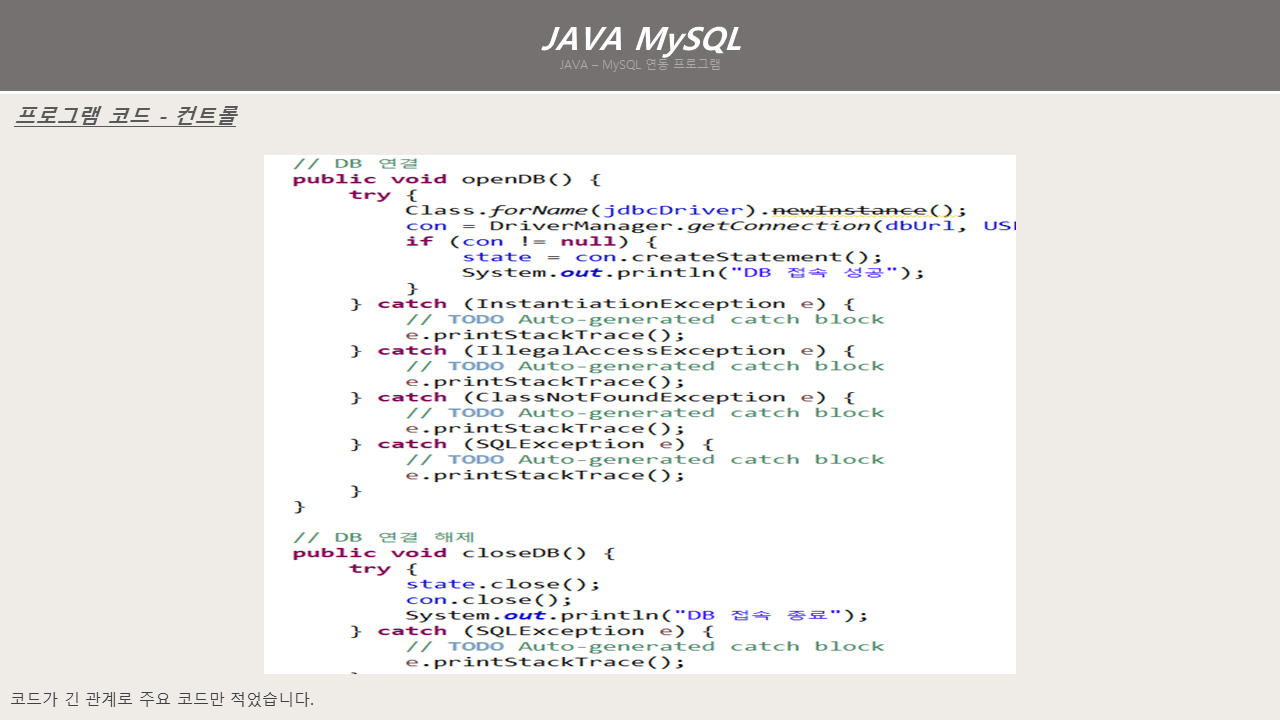 JAVA MySQL
JAVA – MySQL 연동 프로그램
프로그램 코드 - 컨트롤
// DB 연결
public void openDB() {
try {
Class.forName(jdbcDriver).newInstance();
con = DriverManager.getConnection(dbUrl, US
if (con != null) {
state = con.createStatement();
System.out.println("DB 접속 성공");
}
} catch (InstantiationException e) {
// TODO Auto-generated catch block
e.printStackTrace();
} catch (IllegalAccessException e) {
// TODO Auto-generated catch block
e.printStackTrace();
} catch (ClassNotFoundException e) {
// TODO Auto-generated catch block
e.printStackTrace();
} catch (SQLException e) {
// TODO Auto-generated catch block
e.printStackTrace();
}
}
// DB 연결 해제
public void closeDB() {
try {
state.close();
con.close();
System.out.println("DB 접속 종료");
} catch (SQLException e) {
// TODO Auto-generated catch block
e.printStackTrace();
코드가 긴 관계로 주요 코드만 적었습니다.